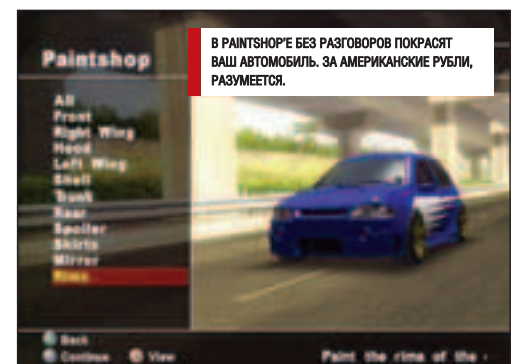 Paintshop
В PAINTSHOP'Е БЕЗ РАЗГОВОРОВ ПОКРАСЯТ
ВАШ АВТОМОБИЛЬ. ЗА АМЕРИКАНСКИЕ РУБЛИ,
РАЗУМЕЕТСЯ.
All
Front
Right Wing
Hood
Left Wing
Shell
Trunk
Rear
Spoiler
Skirts
Mirror
Rims
Back
Continue View
Paint the rims of the